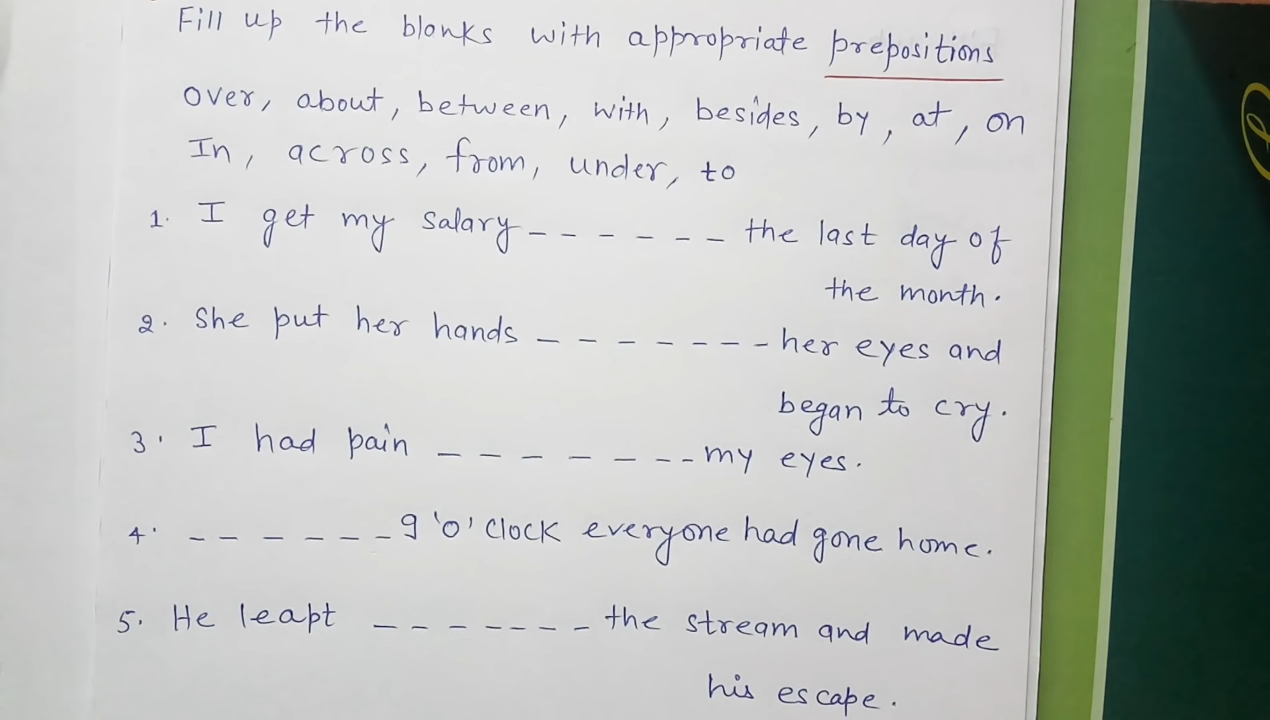 Fill up the blanks with appropriate prepositions
over, about, between, with, besides, by, at, on
In, across, from, under, to
1. I get my salary ------ the last day of
the month.
2. She put her hands ------- her eyes and
began to cry.
3. I had pain ------- my eyes.
4. ------ 9 'o' clock everyone had gone home.
5. He leapt ------- the stream and made
his escape.